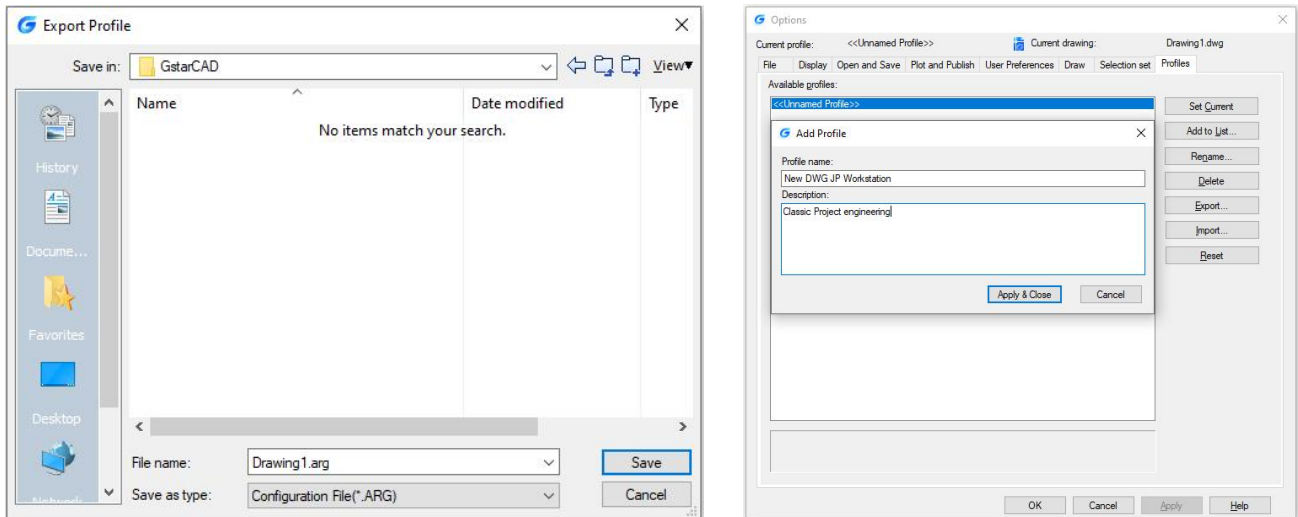 Export Profile
Save in: GstarCAD View▾
Name Date modified Type
No items match your search.
History
Docume...
Favorites
Desktop
Network
File name: Drawing1.arg Save
Save as type: Configuration File(*.ARG) Cancel
Options
Current profile: <<Unnamed Profile>> Current drawing: Drawing1.dwg
File Display Open and Save Plot and Publish User Preferences Draw Selection set Profiles
Available profiles:
<<Unnamed Profile>> Set Current
Add Profile Add to List...
Profile name: Rename...
New DWG JP Workstation
Description: Delete
Classic Project engineering Export...
Import...
Reset
Apply & Close Cancel
OK Cancel Apply Help